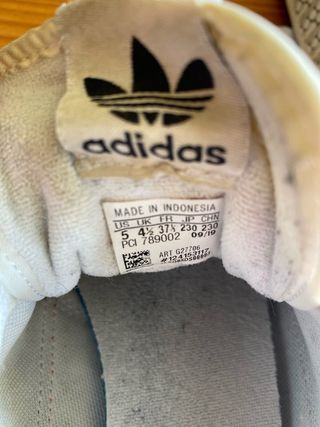 adidas
MADE IN INDONESIA
US UK FR JP CHN
5 4½ 37⅓ 230 230
PCI 789002 09/19
ART G27706